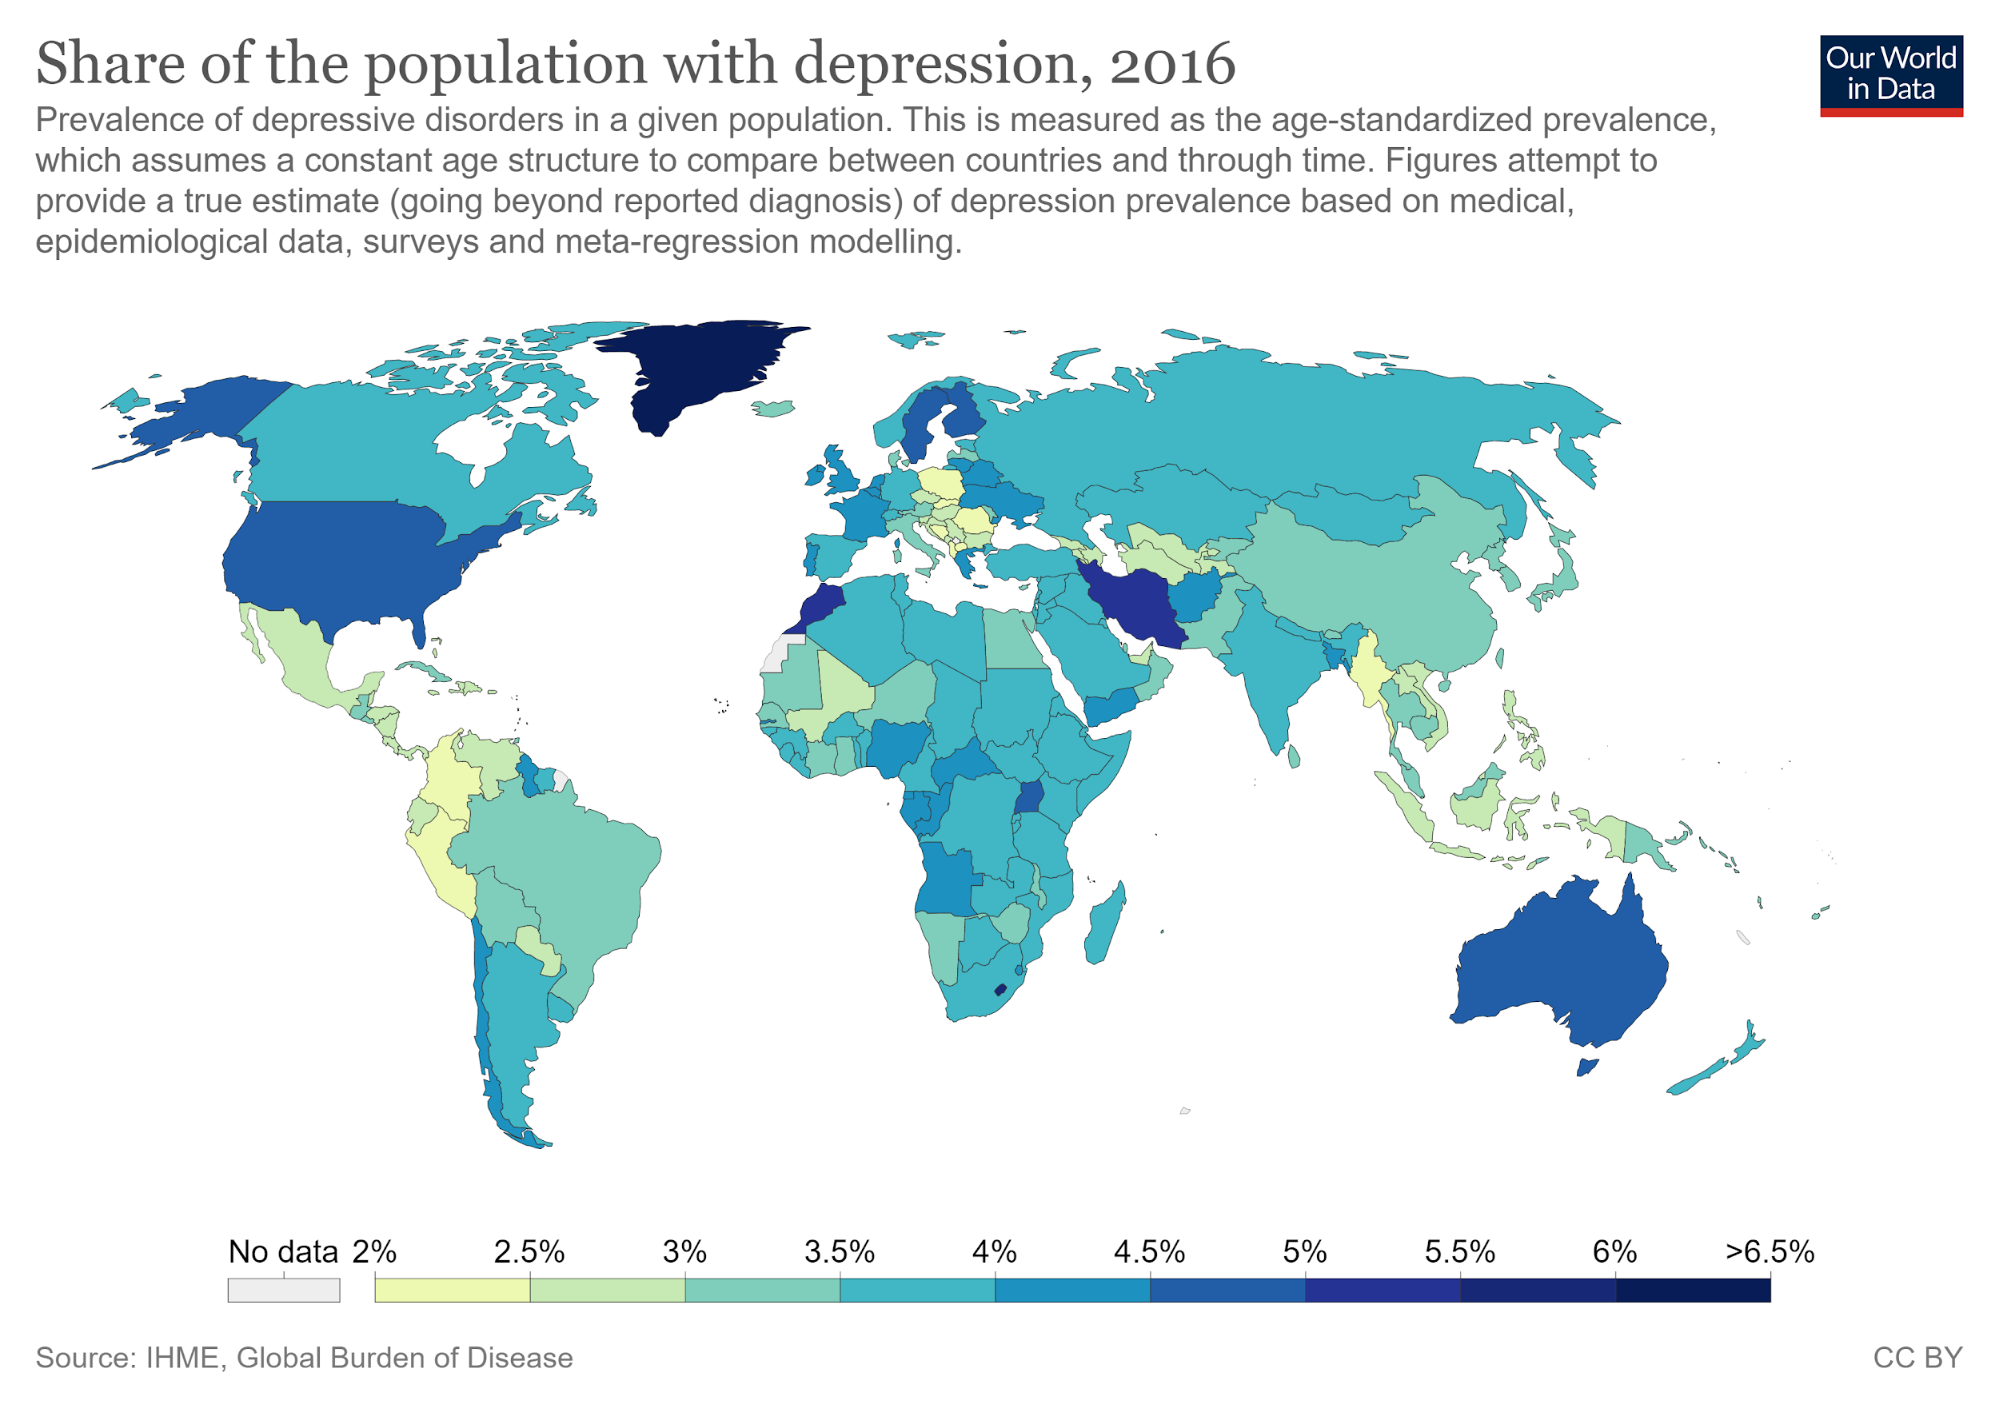 Share of the population with depression, 2016
Our World
in Data
Prevalence of depressive disorders in a given population. This is measured as the age-standardized prevalence,
which assumes a constant age structure to compare between countries and through time. Figures attempt to
provide a true estimate (going beyond reported diagnosis) of depression prevalence based on medical,
epidemiological data, surveys and meta-regression modelling.
No data 2% 2.5% 3% 3.5% 4% 4.5% 5% 5.5% 6% >6.5%
Source: IHME, Global Burden of Disease
CC BY